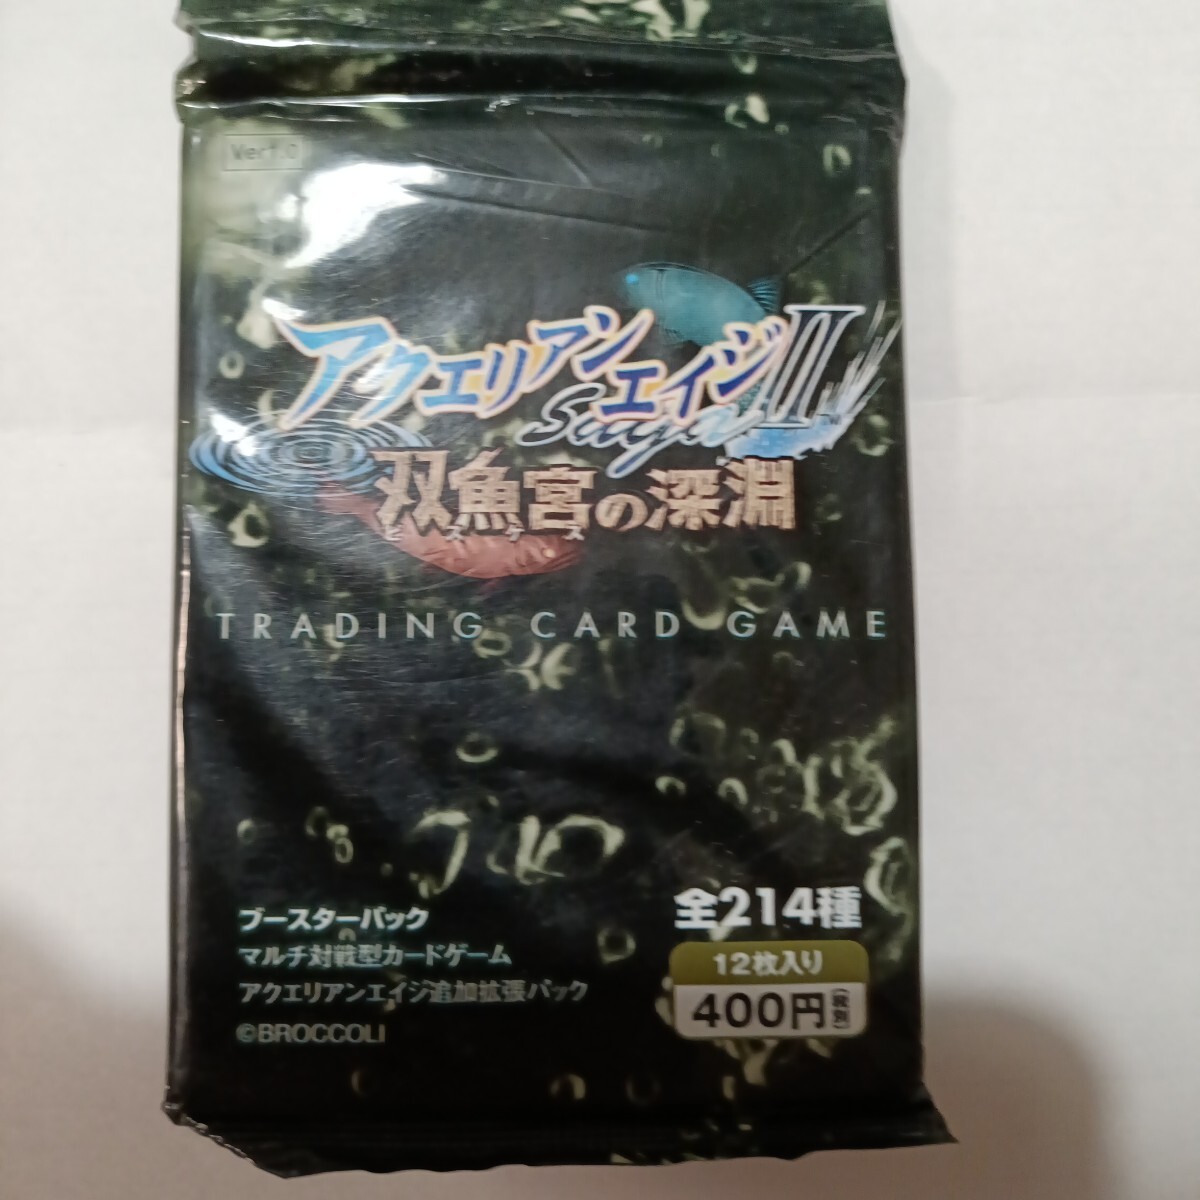 Ver1.0
アクエリアンエイジ
Saga II
TM
双魚宮の深淵
ピスケス
TRADING CARD GAME
ブースターパック
マルチ対戦型カードゲーム
アクエリアンエイジ追加拡張パック
©BROCCOLI
全214種
12枚入り
400円(税別)